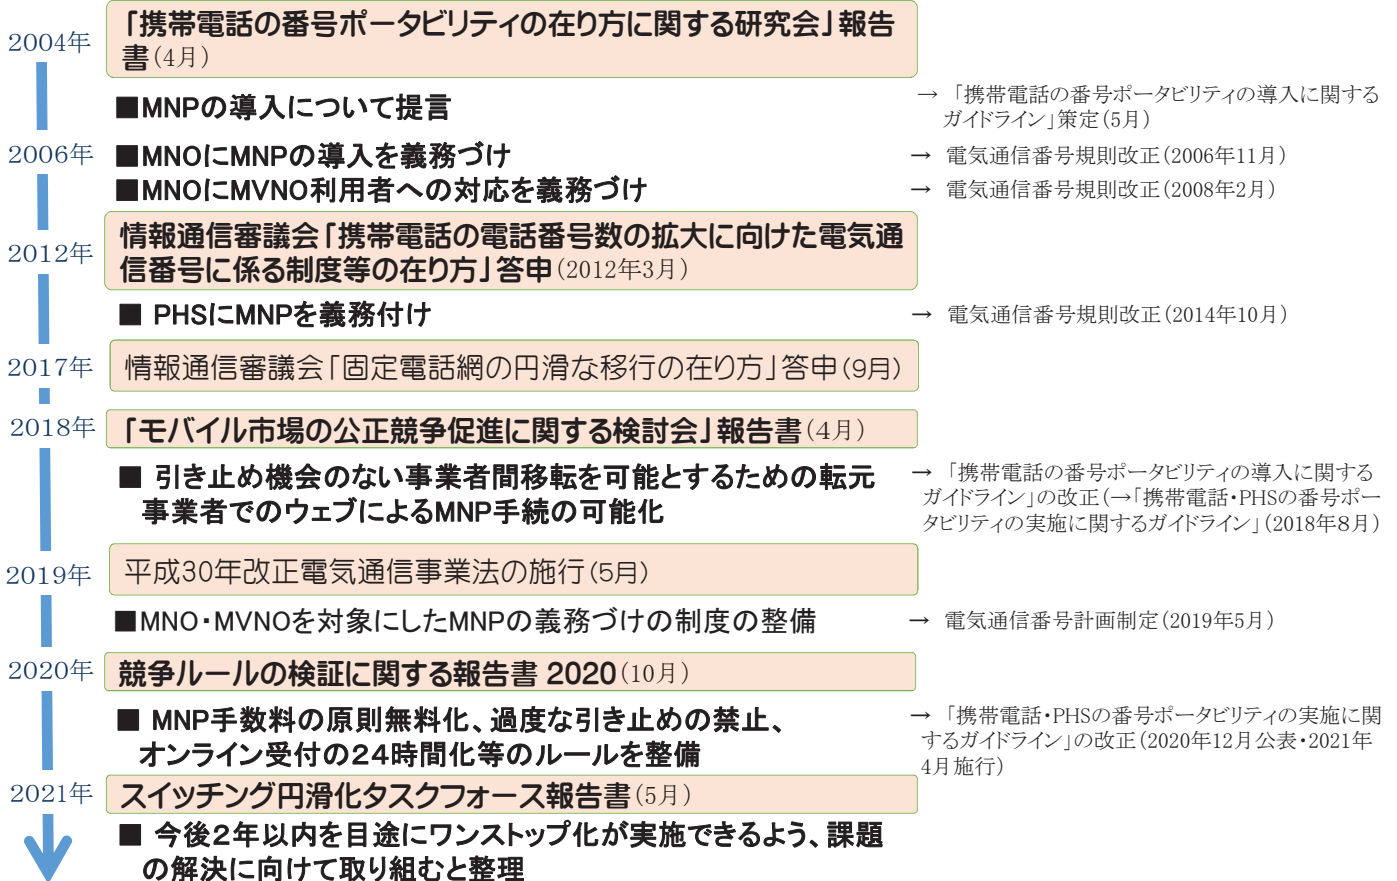 2004年
「携帯電話の番号ポータビリティの在り方に関する研究会」報告
書(4月)
■MNPの導入について提言
→ 「携帯電話の番号ポータビリティの導入に関する
ガイドライン」策定(5月)
2006年
■MNOにMNPの導入を義務づけ
→ 電気通信番号規則改正(2006年11月)
■MNOにMVNO利用者への対応を義務づけ
→ 電気通信番号規則改正(2008年2月)
2012年
情報通信審議会「携帯電話の電話番号数の拡大に向けた電気通
信番号に係る制度等の在り方」答申(2012年3月)
■ PHSにMNPを義務付け
→ 電気通信番号規則改正(2014年10月)
2017年
情報通信審議会「固定電話網の円滑な移行の在り方」答申(9月)
2018年
「モバイル市場の公正競争促進に関する検討会」報告書(4月)
■ 引き止め機会のない事業者間移転を可能とするための転元
事業者でのウェブによるMNP手続の可能化
→ 「携帯電話の番号ポータビリティの導入に関する
ガイドライン」の改正(→「携帯電話・PHSの番号ポー
タビリティの実施に関するガイドライン」(2018年8月)
2019年
平成30年改正電気通信事業法の施行(5月)
■MNO・MVNOを対象にしたMNPの義務づけの制度の整備
→ 電気通信番号計画制定(2019年5月)
2020年
競争ルールの検証に関する報告書 2020(10月)
■ MNP手数料の原則無料化、過度な引き止めの禁止、
オンライン受付の24時間化等のルールを整備
→ 「携帯電話・PHSの番号ポータビリティの実施に関
するガイドライン」の改正(2020年12月公表・2021年
4月施行)
2021年
スイッチング円滑化タスクフォース報告書(5月)
■ 今後2年以内を目途にワンストップ化が実施できるよう、課題
の解決に向けて取り組むと整理